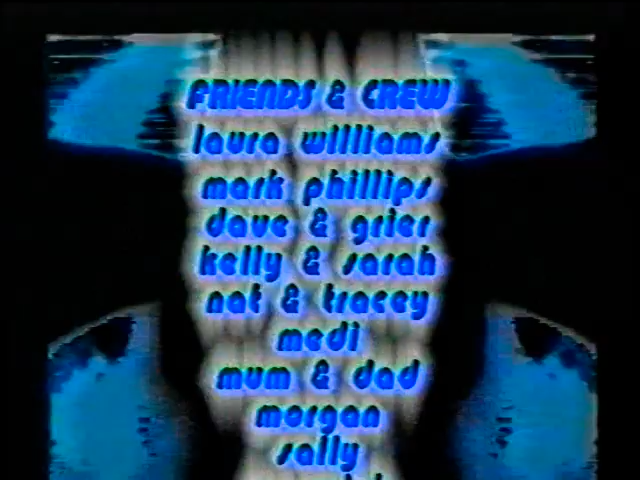 FRIENDS & CREW
laura williams
mark phillips
dave & grier
kelly & sarah
nat & tracey
medi
mum & dad
morgan
sally